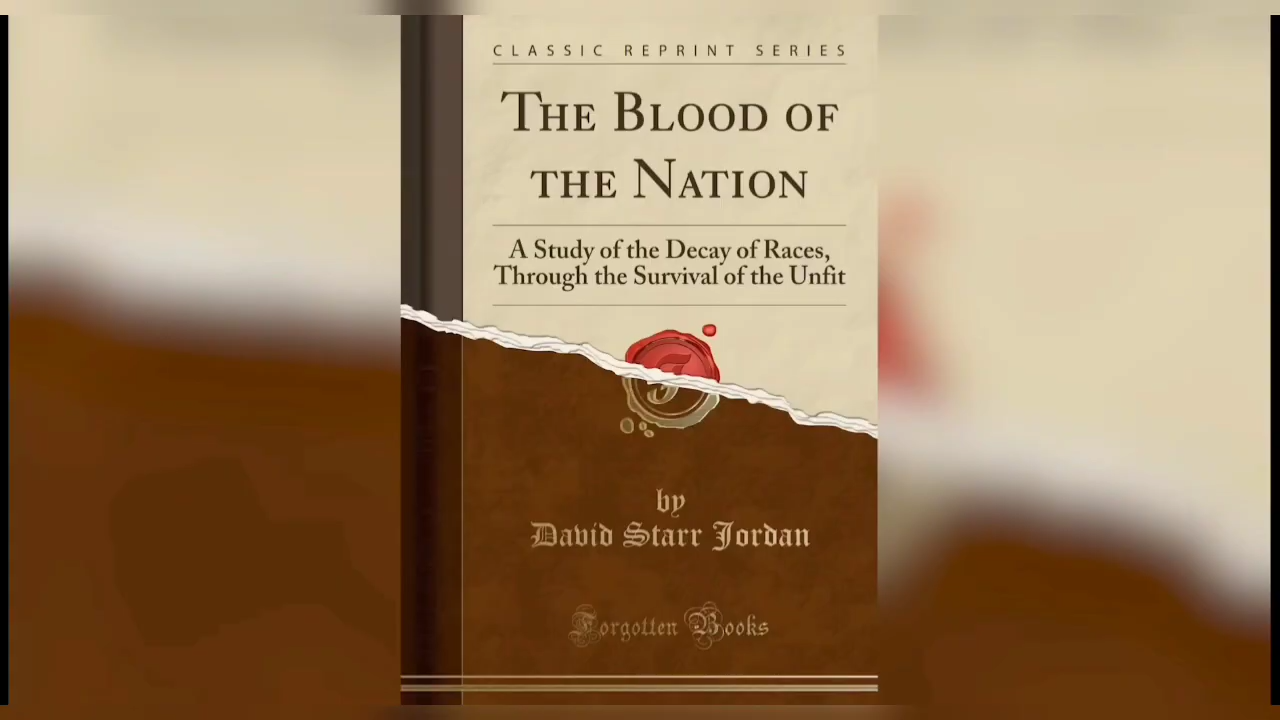 CLASSIC REPRINT SERIES
THE BLOOD OF
THE NATION
A Study of the Decay of Races,
Through the Survival of the Unfit
F
by
David Starr Jordan
Forgotten Books